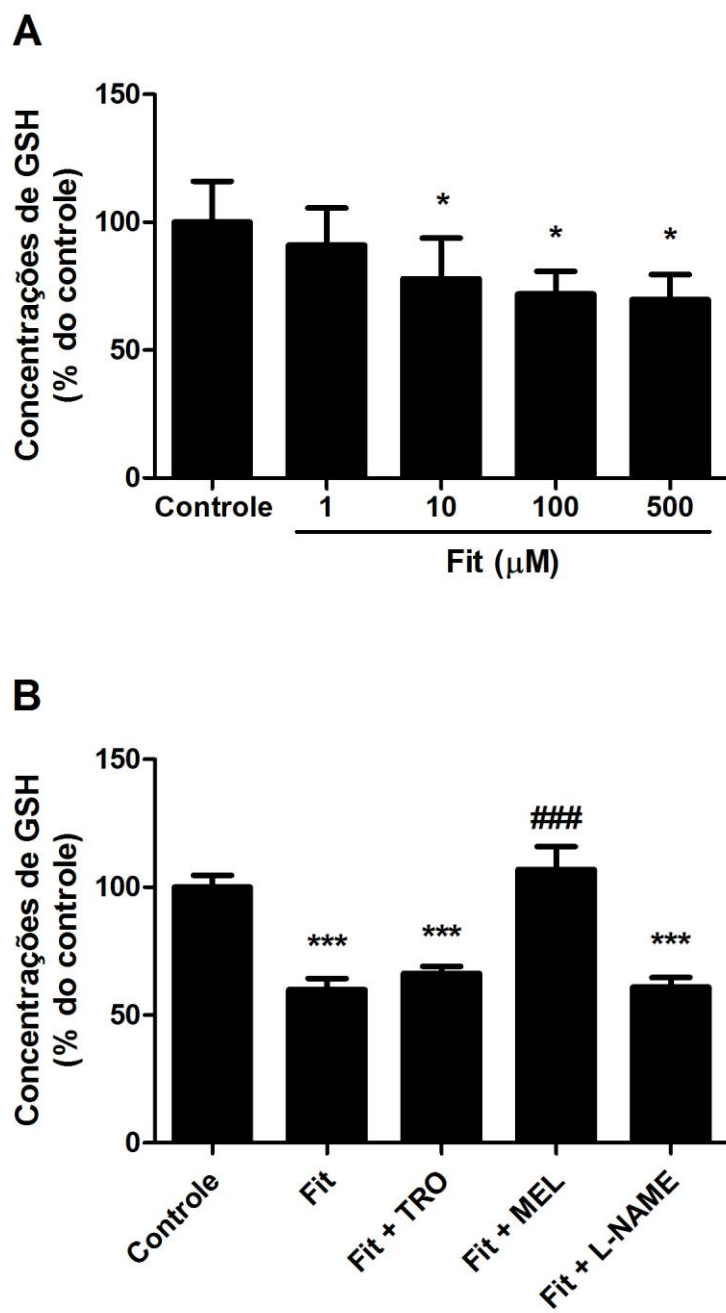 A
Concentrações de GSH
(% do controle)
150
100
50
0
*
*
*
Controle
1
10
100
500
Fit (μM)
B
Concentrações de GSH
(% do controle)
150
100
50
0
***
***
###
***
Controle
Fit
Fit + TRO
Fit + MEL
Fit + L-NAME